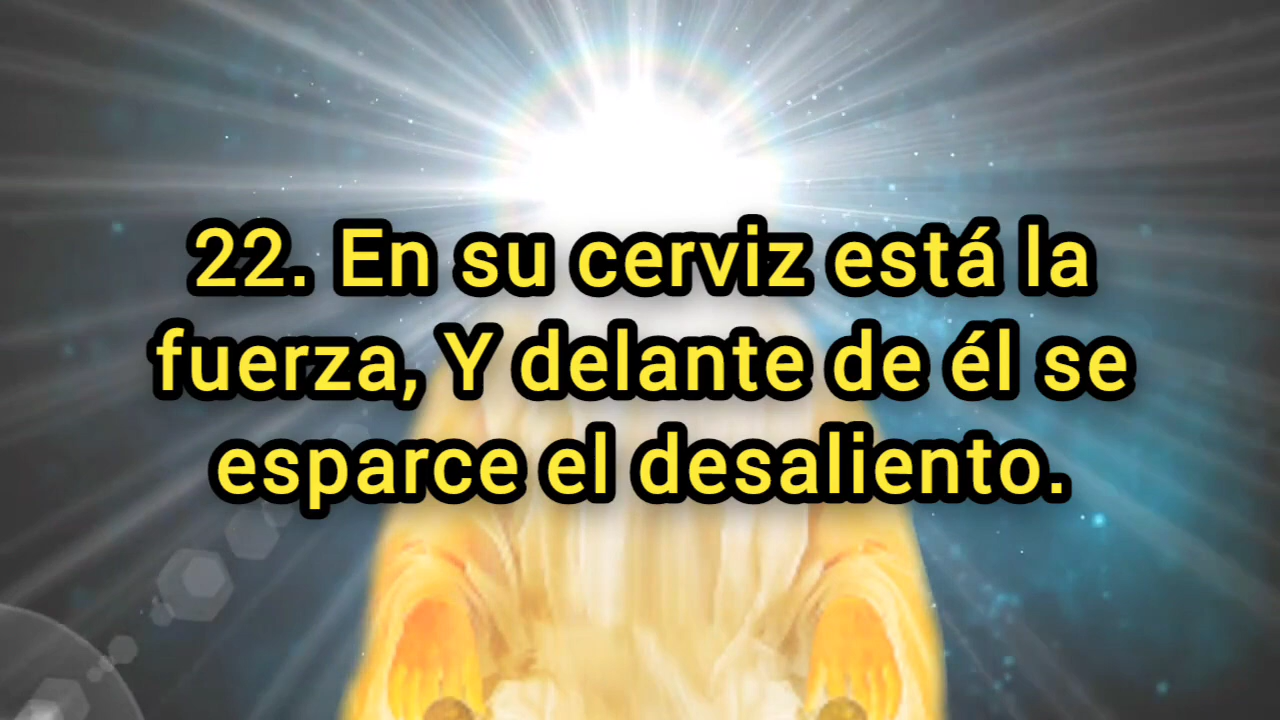 22. En su cerviz está la
fuerza, Y delante de él se
esparce el desaliento.